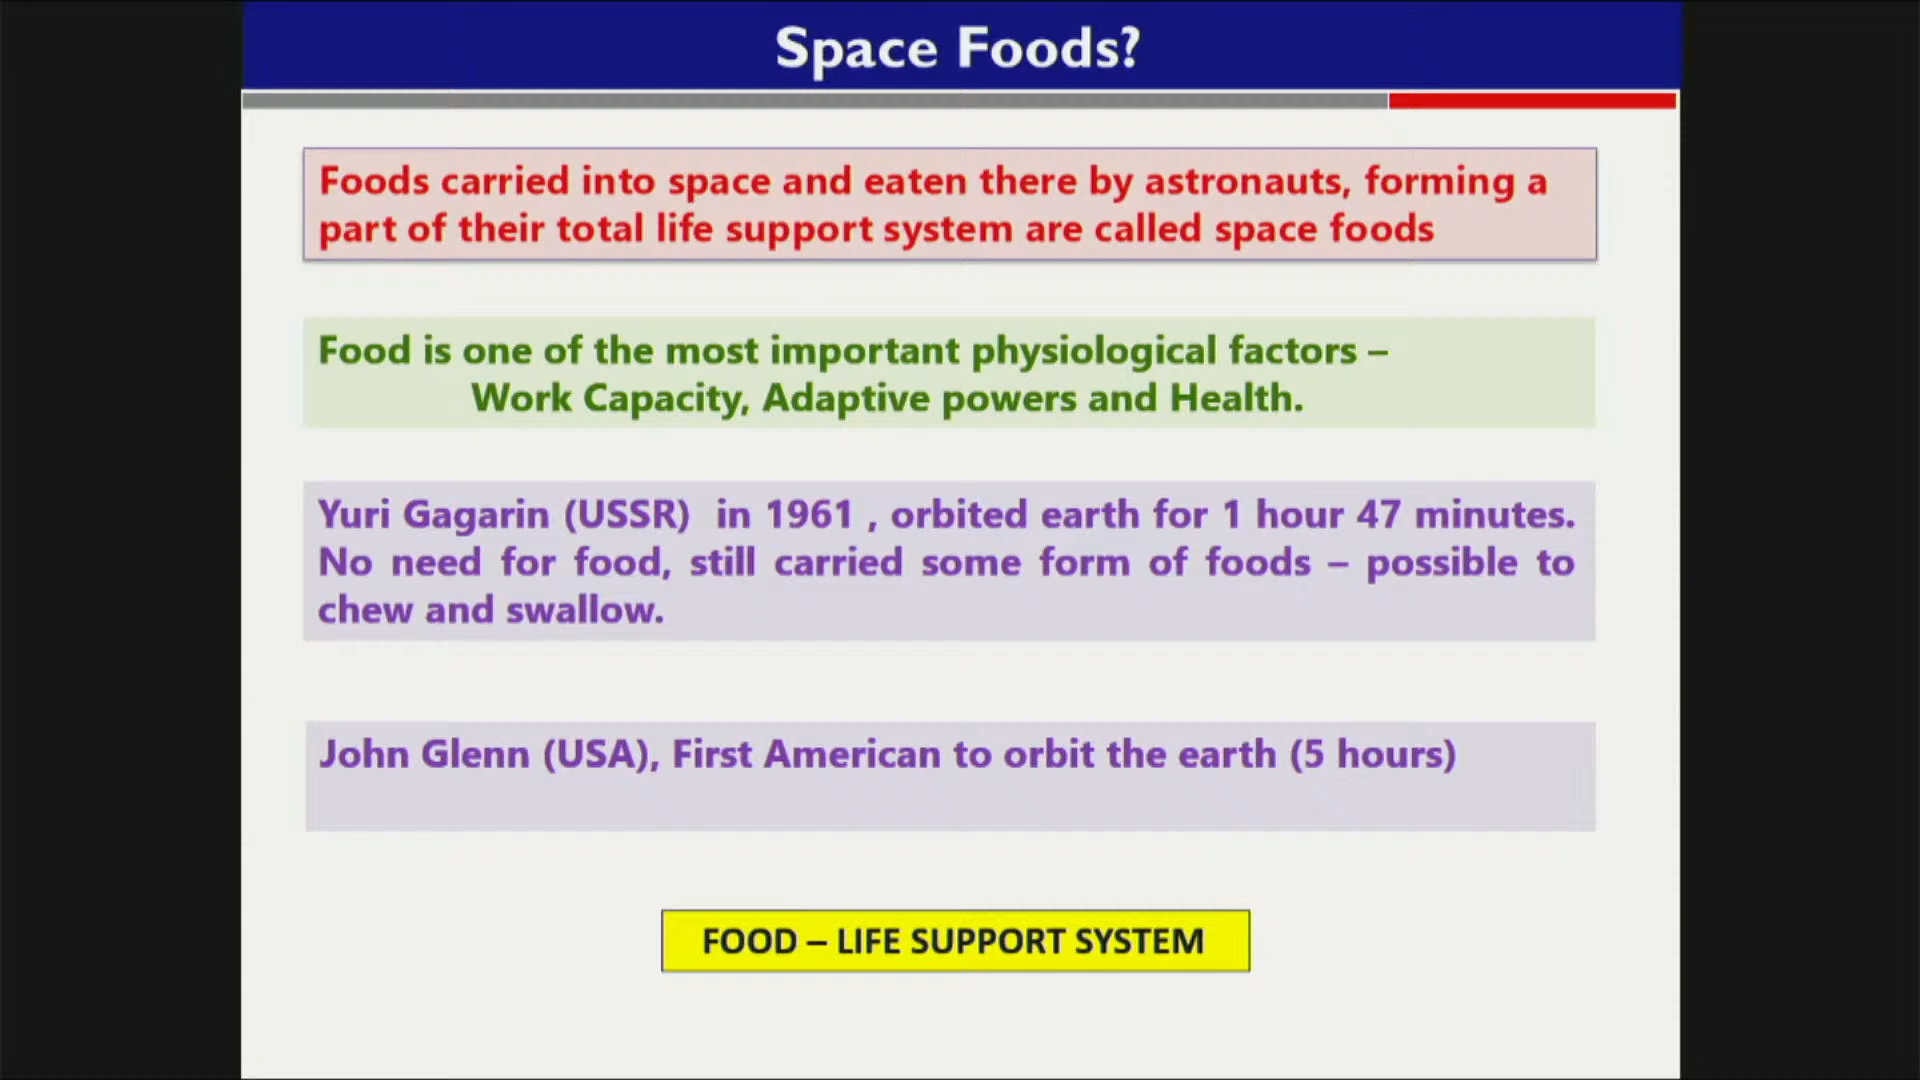 Space Foods?
Foods carried into space and eaten there by astronauts, forming a
part of their total life support system are called space foods
Food is one of the most important physiological factors –
Work Capacity, Adaptive powers and Health.
Yuri Gagarin (USSR) in 1961 , orbited earth for 1 hour 47 minutes.
No need for food, still carried some form of foods – possible to
chew and swallow.
John Glenn (USA), First American to orbit the earth (5 hours)
FOOD – LIFE SUPPORT SYSTEM